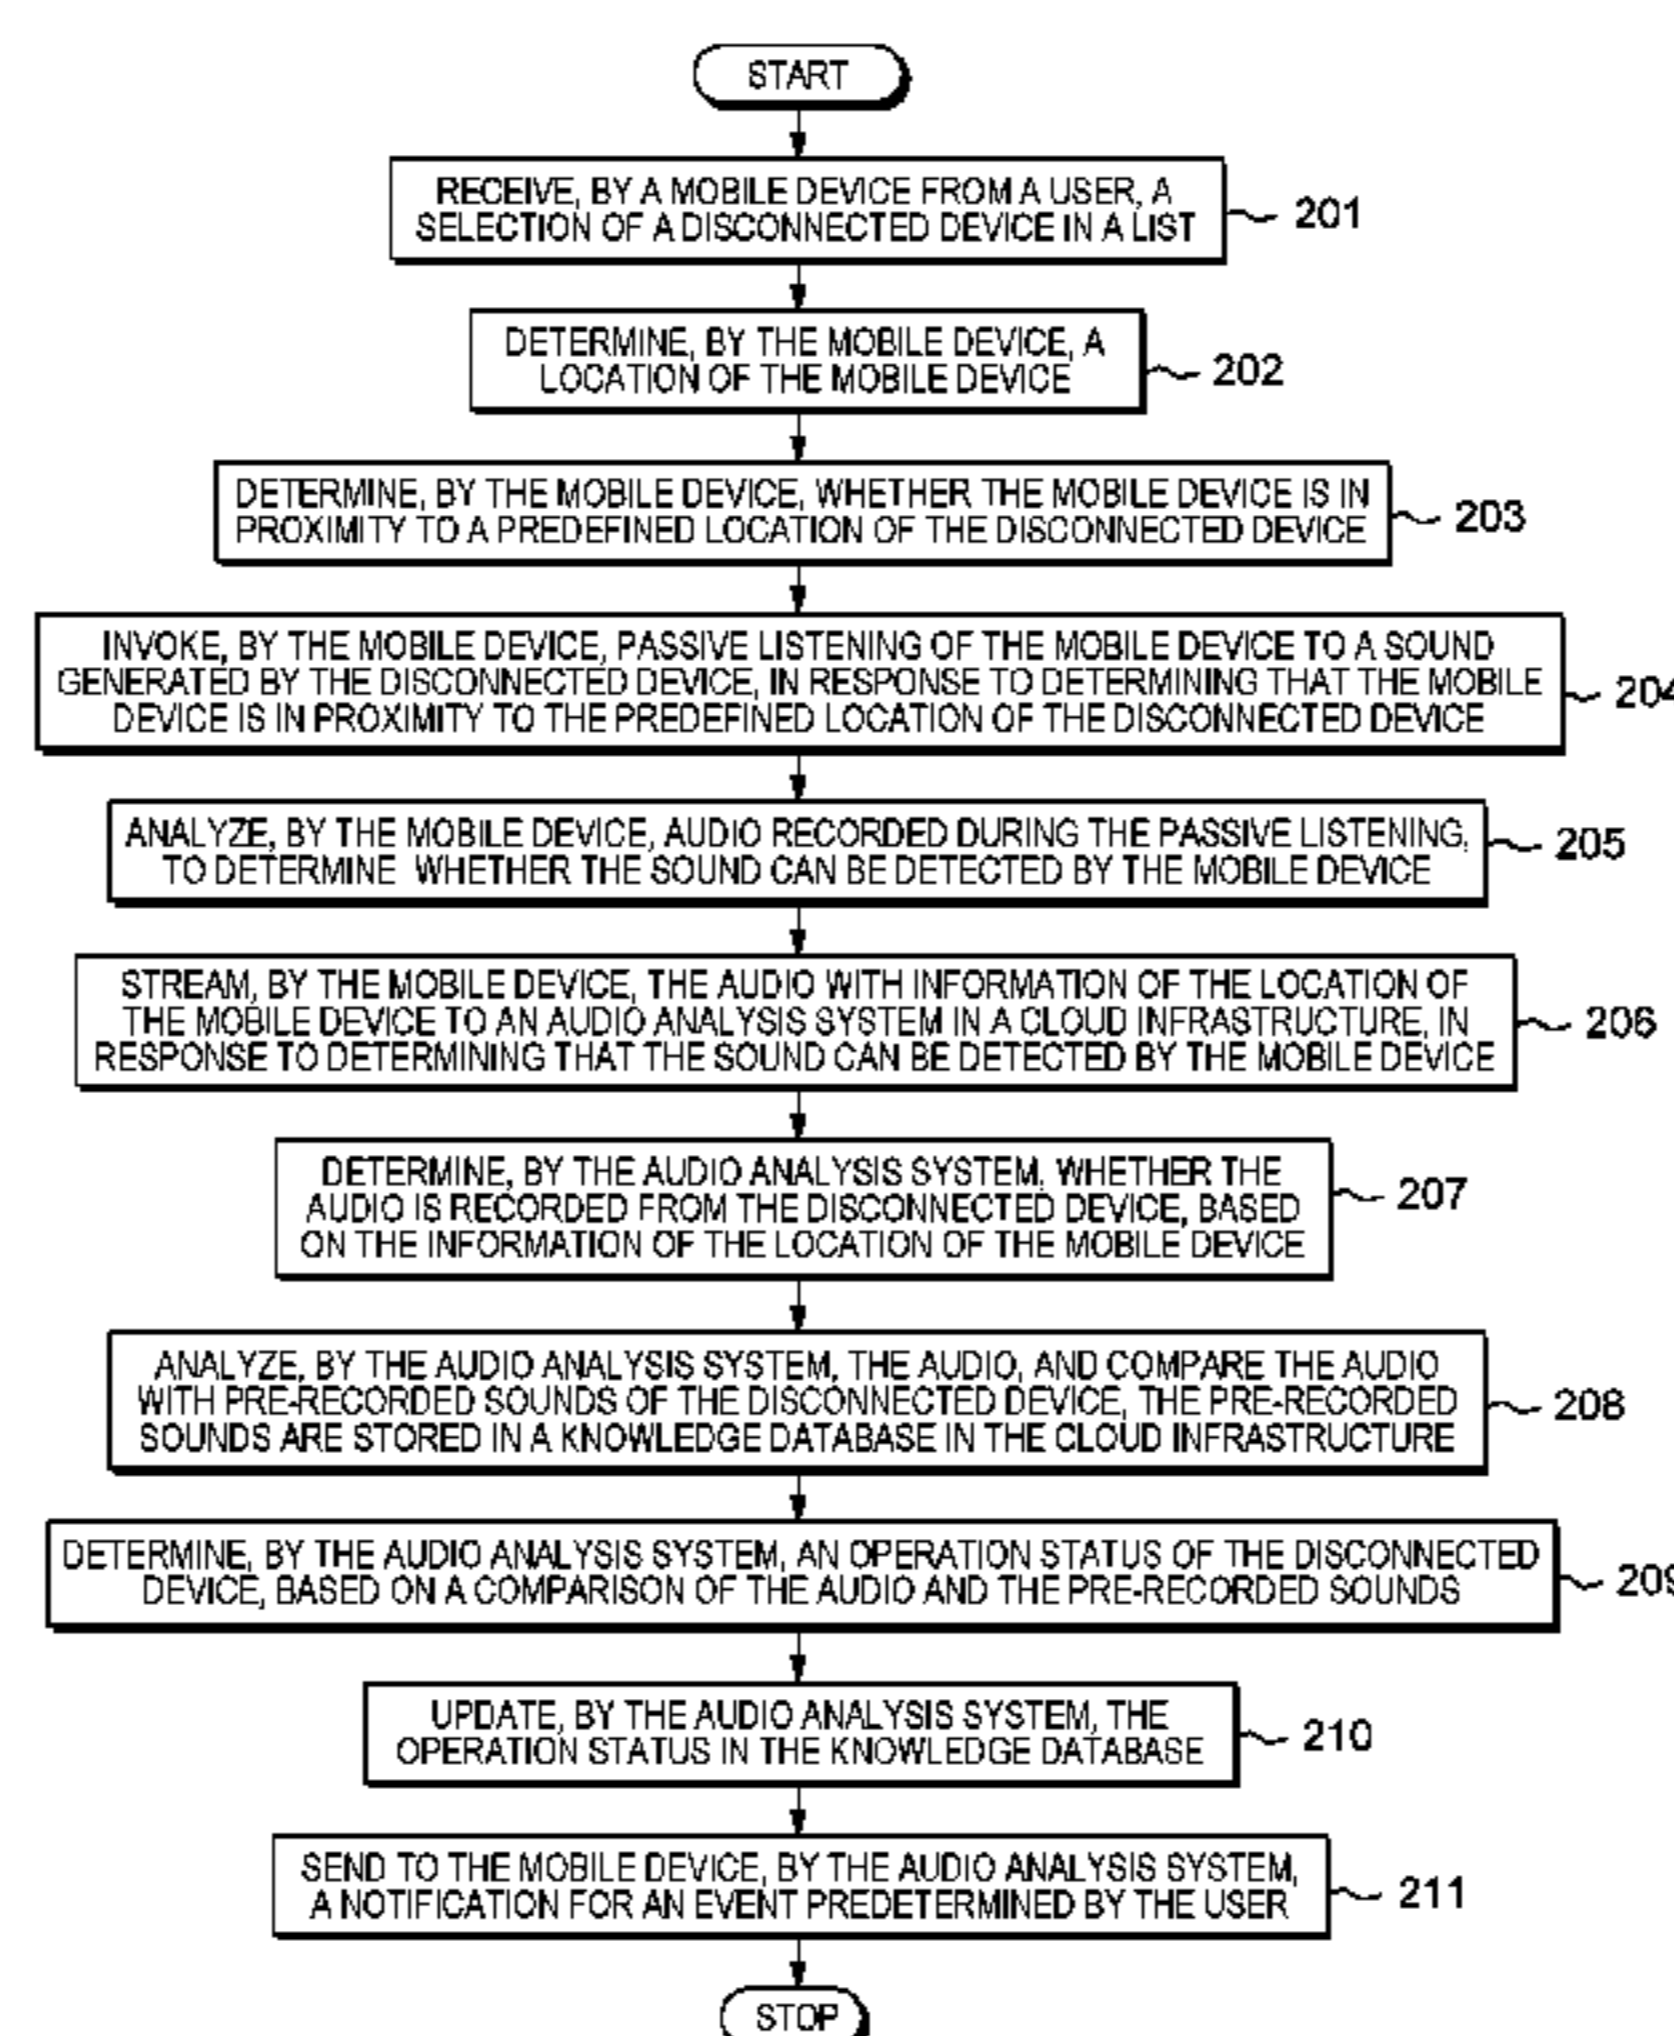 START
RECEIVE, BY A MOBILE DEVICE FROM A USER, A
SELECTION OF A DISCONNECTED DEVICE IN A LIST
201
DETERMINE, BY THE MOBILE DEVICE, A
LOCATION OF THE MOBILE DEVICE
202
DETERMINE, BY THE MOBILE DEVICE, WHETHER THE MOBILE DEVICE IS IN
PROXIMITY TO A PREDEFINED LOCATION OF THE DISCONNECTED DEVICE
203
INVOKE, BY THE MOBILE DEVICE, PASSIVE LISTENING OF THE MOBILE DEVICE TO A SOUND
GENERATED BY THE DISCONNECTED DEVICE, IN RESPONSE TO DETERMINING THAT THE MOBILE
DEVICE IS IN PROXIMITY TO THE PREDEFINED LOCATION OF THE DISCONNECTED DEVICE
204
ANALYZE, BY THE MOBILE DEVICE, AUDIO RECORDED DURING THE PASSIVE LISTENING,
TO DETERMINE WHETHER THE SOUND CAN BE DETECTED BY THE MOBILE DEVICE
205
STREAM, BY THE MOBILE DEVICE, THE AUDIO WITH INFORMATION OF THE LOCATION OF
THE MOBILE DEVICE TO AN AUDIO ANALYSIS SYSTEM IN A CLOUD INFRASTRUCTURE, IN
RESPONSE TO DETERMINING THAT THE SOUND CAN BE DETECTED BY THE MOBILE DEVICE
206
DETERMINE, BY THE AUDIO ANALYSIS SYSTEM, WHETHER THE
AUDIO IS RECORDED FROM THE DISCONNECTED DEVICE, BASED
ON THE INFORMATION OF THE LOCATION OF THE MOBILE DEVICE
207
ANALYZE, BY THE AUDIO ANALYSIS SYSTEM, THE AUDIO, AND COMPARE THE AUDIO
WITH PRE-RECORDED SOUNDS OF THE DISCONNECTED DEVICE, THE PRE-RECORDED
SOUNDS ARE STORED IN A KNOWLEDGE DATABASE IN THE CLOUD INFRASTRUCTURE
208
DETERMINE, BY THE AUDIO ANALYSIS SYSTEM, AN OPERATION STATUS OF THE DISCONNECTED
DEVICE, BASED ON A COMPARISON OF THE AUDIO AND THE PRE-RECORDED SOUNDS
209
UPDATE, BY THE AUDIO ANALYSIS SYSTEM, THE
OPERATION STATUS IN THE KNOWLEDGE DATABASE
210
SEND TO THE MOBILE DEVICE, BY THE AUDIO ANALYSIS SYSTEM,
A NOTIFICATION FOR AN EVENT PREDETERMINED BY THE USER
211
STOP